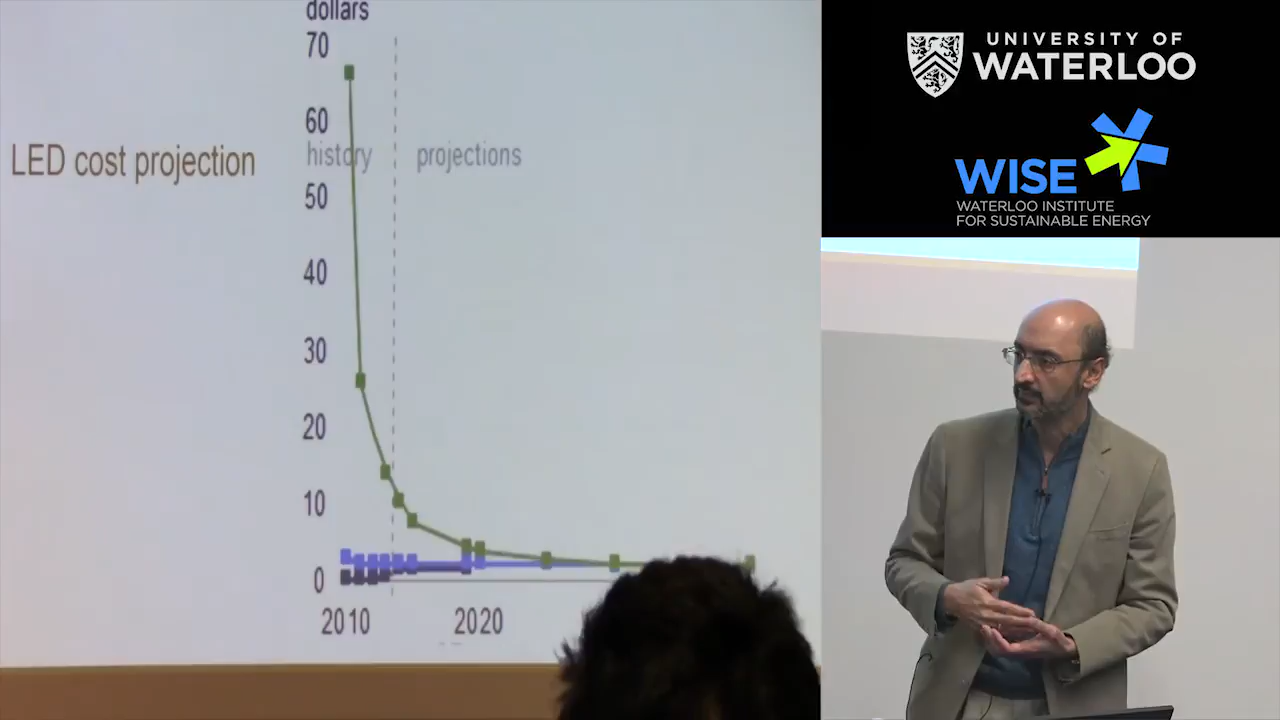 dollars
70
60
50
40
30
20
10
0
LED cost projection
history
projections
2010
2020
UNIVERSITY OF
WATERLOO
WISE
WATERLOO INSTITUTE
FOR SUSTAINABLE ENERGY